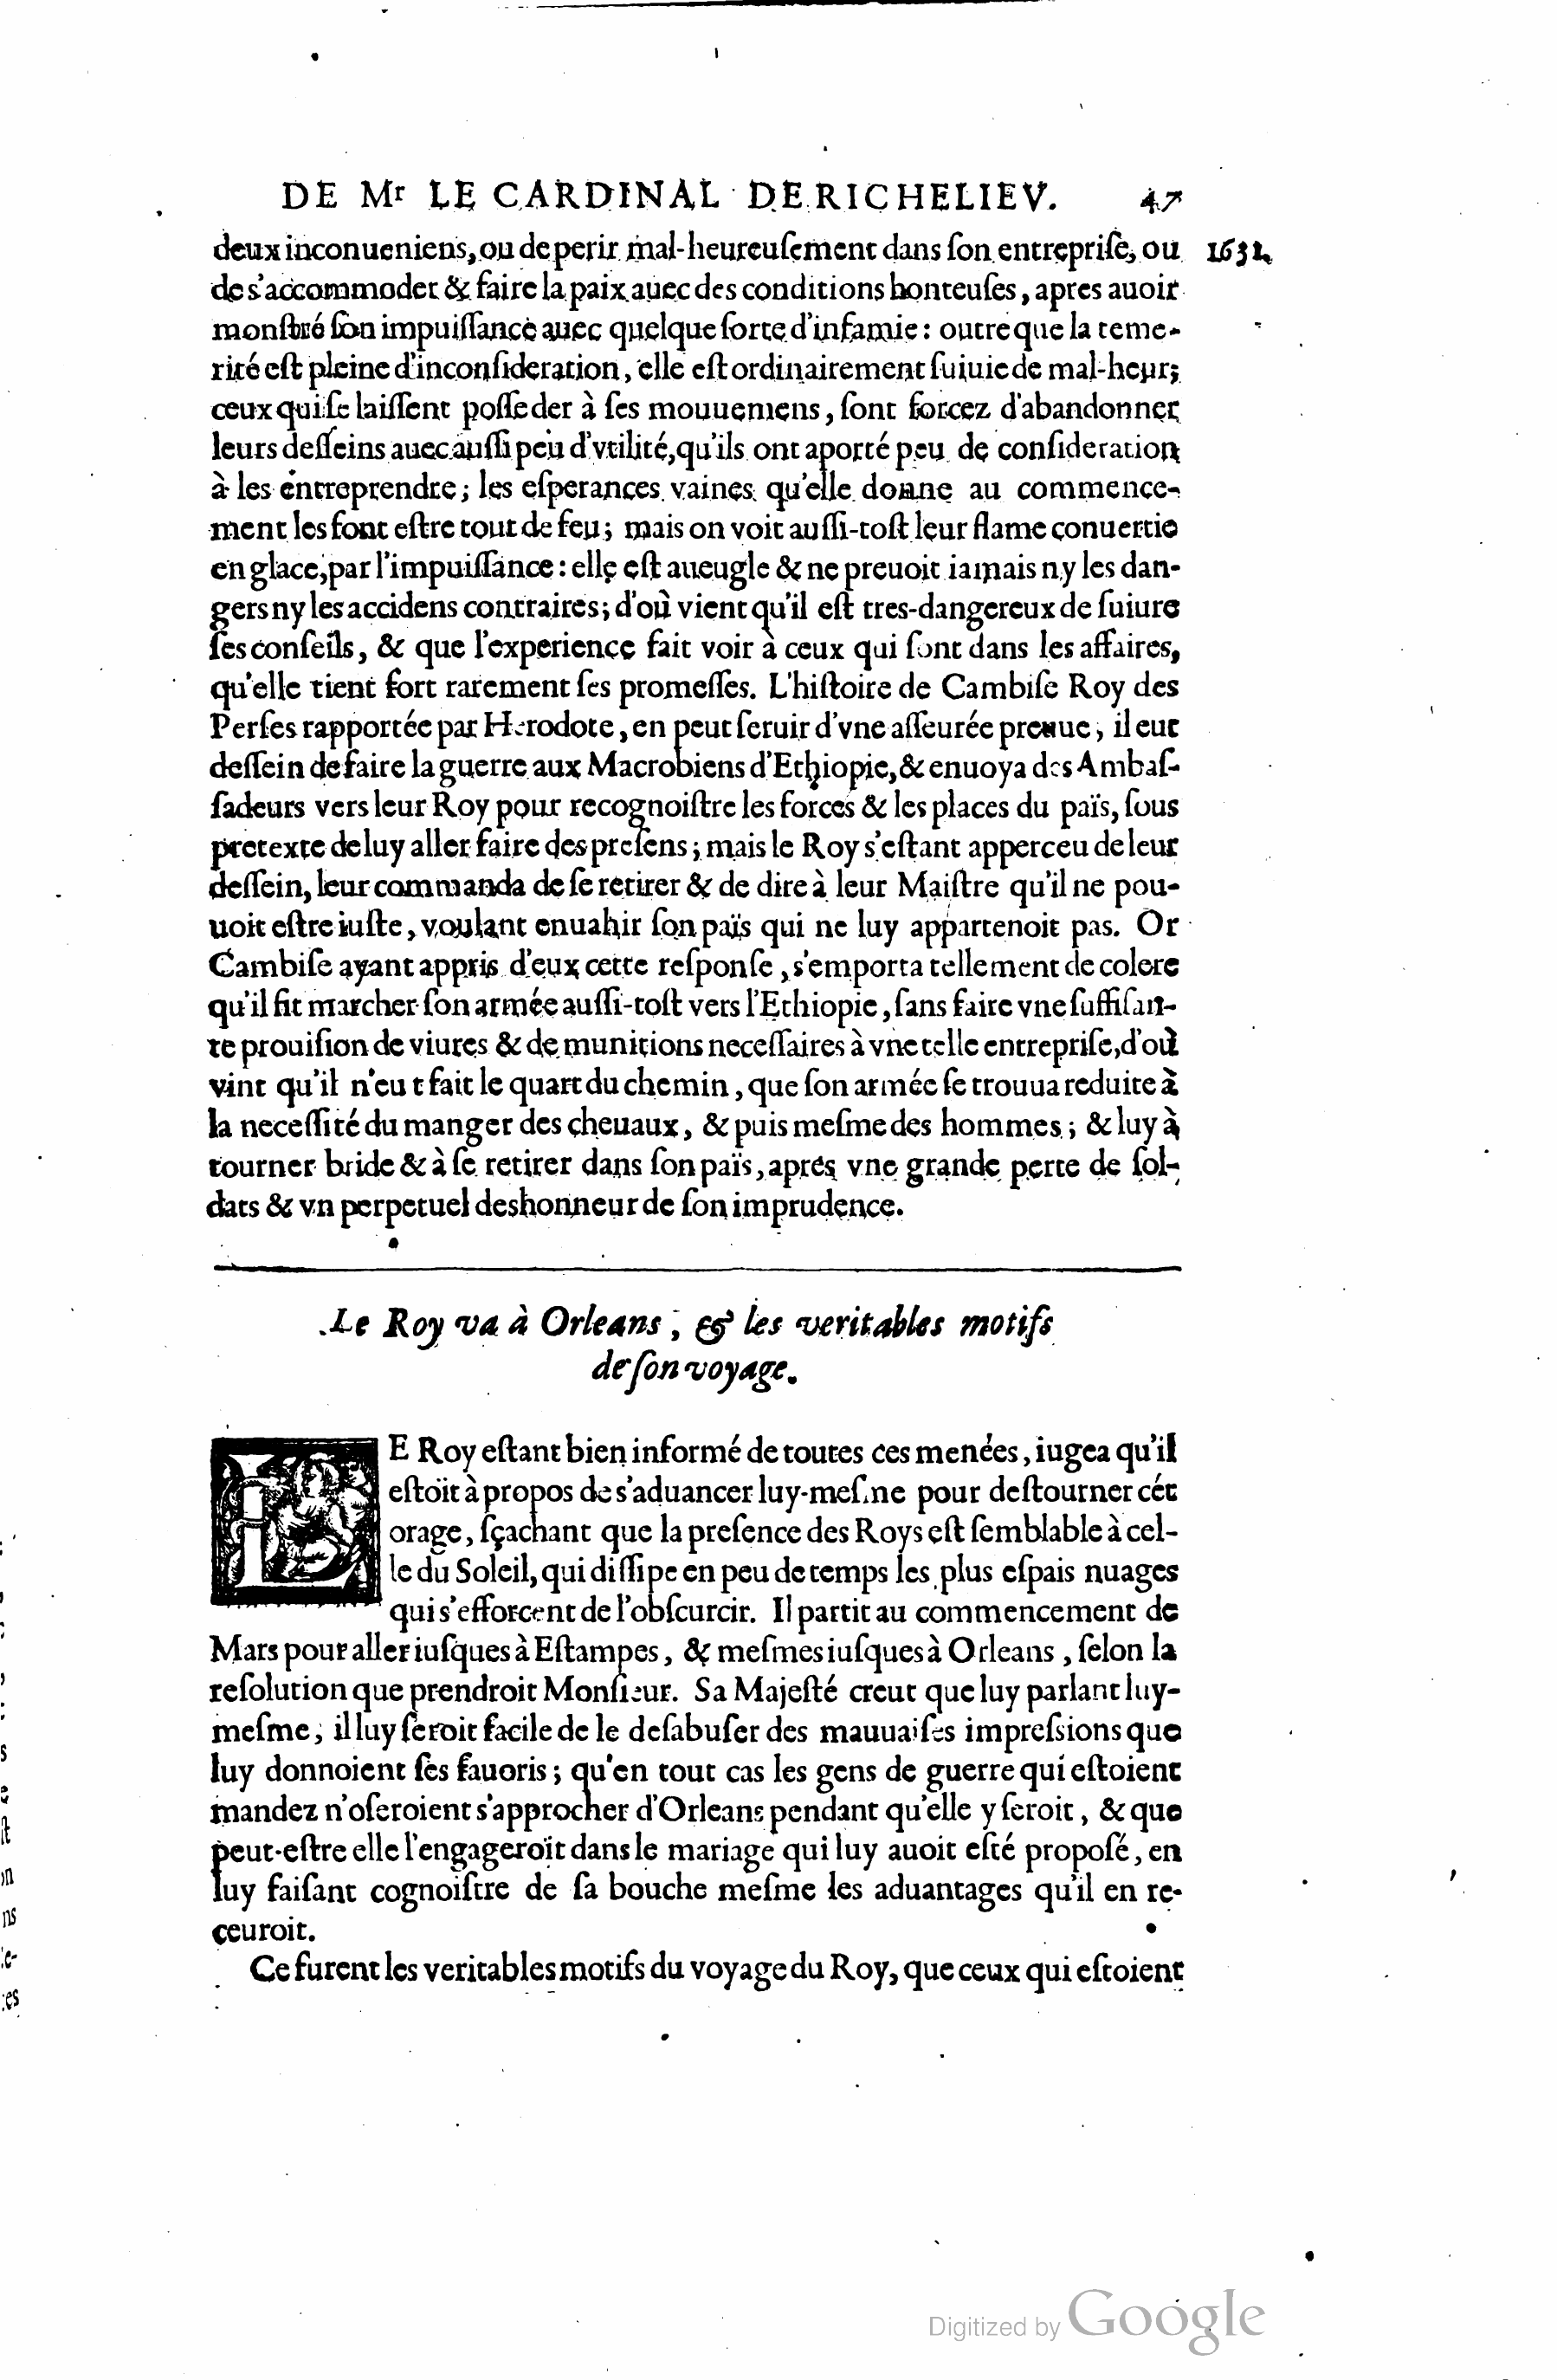 DE Mr LE CARDINAL DE RICHELIEV. 47
deux inconueniens, ou de perir mal-heureuſement dans ſon entrepriſe, ou
de s'accommoder & faire la paix auec des conditions honteuſes, apres auoir
monſtré ſon impuiſſance auec quelque ſorte d'infamie: outre que la teme-
rité eſt pleine d'inconſideration, elle eſt ordinairement ſuiuie de mal-heur;
ceux qui ſe laiſſent poſſeder à ſes mouuemens, ſont forcez d'abandonner
leurs deſſeins auec auſſi peu d'vtilité, qu'ils ont aporté peu de conſideration
à les entreprendre; les eſperances vaines qu'elle donne au commence-
ment les font eſtre tout de feu; mais on voit auſſi-toſt leur flame conuertie
en glace, par l'impuiſſance: elle eſt aueugle & ne preuoit iamais ny les dan-
gers ny les accidens contraires; d'où vient qu'il eſt tres-dangereux de ſuiure
ſes conſeils, & que l'experience fait voir à ceux qui ſont dans les affaires,
qu'elle tient fort rarement ſes promeſſes. L'hiſtoire de Cambiſe Roy des
Perſes rapportée par Herodote, en peut ſeruir d'vne aſſeurée preuue, il eut
deſſein de faire la guerre aux Macrobiens d'Ethiopie, & enuoya des Ambaſ-
ſadeurs vers leur Roy pour recognoiſtre les forces & les places du païs, ſous
pretexte de luy aller faire des preſens; mais le Roy s'eſtant apperceu de leur
deſſein, leur commanda de ſe retirer & de dire à leur Maiſtre qu'il ne pou-
uoit eſtre iuſte, voulant enuahir ſon païs qui ne luy appartenoit pas. Or
Cambiſe ayant appris d'eux cette reſponſe, s'emporta tellement de colere
qu'il fit marcher ſon armée auſſi-toſt vers l'Ethiopie, ſans faire vne ſuffiſan-
te prouiſion de viures & de munitions neceſſaires à vne telle entrepriſe, d'où
vint qu'il n'eut fait le quart du chemin, que ſon armée ſe trouua reduite à
la neceſſité du manger des cheuaux, & puis meſme des hommes; & luy à
tourner bride & à ſe retirer dans ſon païs, apres vne grande perte de ſol-
dats & vn perpetuel deshonneur de ſon imprudence.
Le Roy va à Orleans, & les veritables motifs
de ſon voyage.
LE Roy eſtant bien informé de toutes ces menées, iugea qu'il
eſtoit à propos de s'aduancer luy-meſme pour deſtourner cét
orage, ſçachant que la preſence des Roys eſt ſemblable à cel-
le du Soleil, qui diſſipe en peu de temps les plus eſpais nuages
qui s'efforcent de l'obſcurcir. Il partit au commencement de
Mars pour aller iuſques à Eſtampes, & meſmes iuſques à Orleans, ſelon la
reſolution que prendroit Monſieur. Sa Majeſté creut que luy parlant luy-
meſme, il luy ſeroit facile de le deſabuſer des mauuaiſes impreſsions que
luy donnoient ſes fauoris; qu'en tout cas les gens de guerre qui eſtoient
mandez n'oſeroient s'approcher d'Orleans pendant qu'elle y ſeroit, & que
peut-eſtre elle l'engageroit dans le mariage qui luy auoit eſté propoſé, en
luy faiſant cognoiſtre de ſa bouche meſme les aduantages qu'il en re-
ceuroit.
Ce furent les veritables motifs du voyage du Roy, que ceux qui eſtoient
Digitized by Google